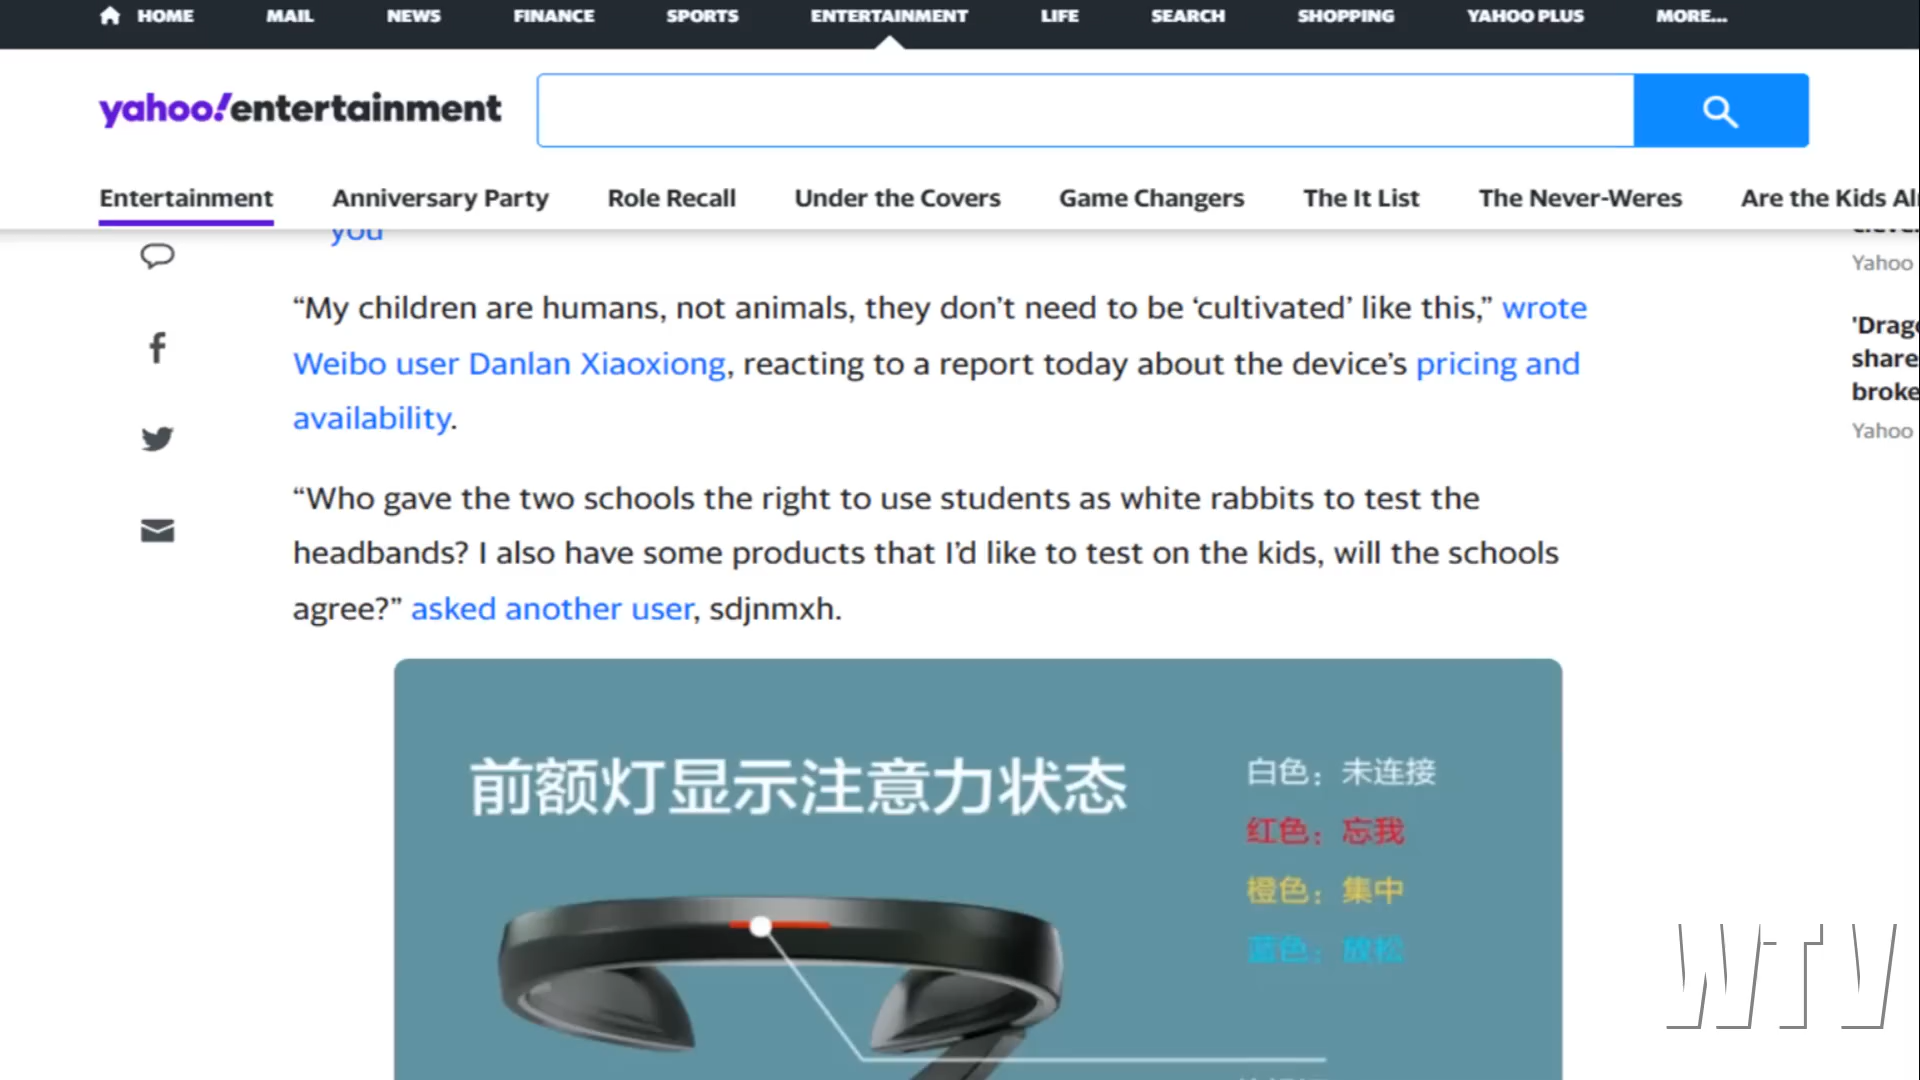 HOME MAIL NEWS FINANCE SPORTS ENTERTAINMENT LIFE SEARCH SHOPPING YAHOO PLUS MORE...
yahoo!entertainment
Entertainment Anniversary Party Role Recall Under the Covers Game Changers The It List The Never-Weres Are the Kids
you
Yahoo
“My children are humans, not animals, they don’t need to be ‘cultivated’ like this,” wrote
Weibo user Danlan Xiaoxiong, reacting to a report today about the device’s pricing and
availability.
'Drag
share
broke
Yahoo
“Who gave the two schools the right to use students as white rabbits to test the
headbands? I also have some products that I’d like to test on the kids, will the schools
agree?” asked another user, sdjnmxh.
前额灯显示注意力状态
白色：未连接
红色：忘我
橙色：集中
蓝色：放松
WTV